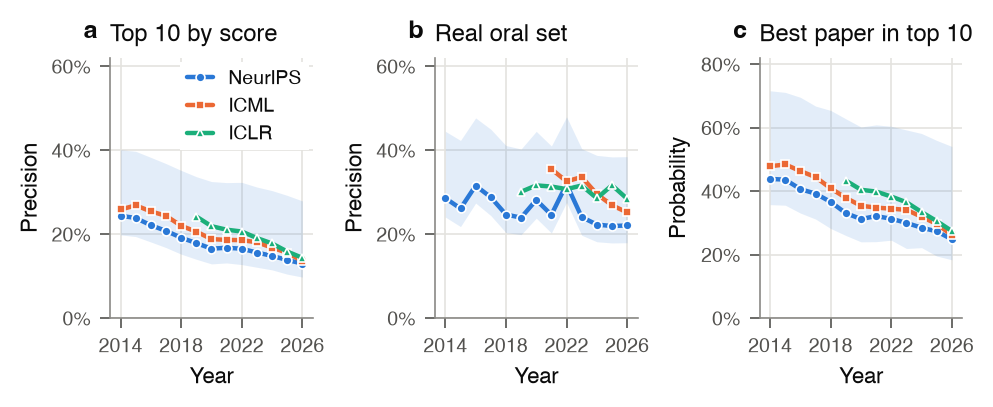 a Top 10 by score
Precision
60%
40%
20%
0%
2014 2018 2022 2026
Year
NeurIPS
ICML
ICLR
b Real oral set
Precision
60%
40%
20%
0%
2014 2018 2022 2026
Year
c Best paper in top 10
Probability
80%
60%
40%
20%
0%
2014 2018 2022 2026
Year